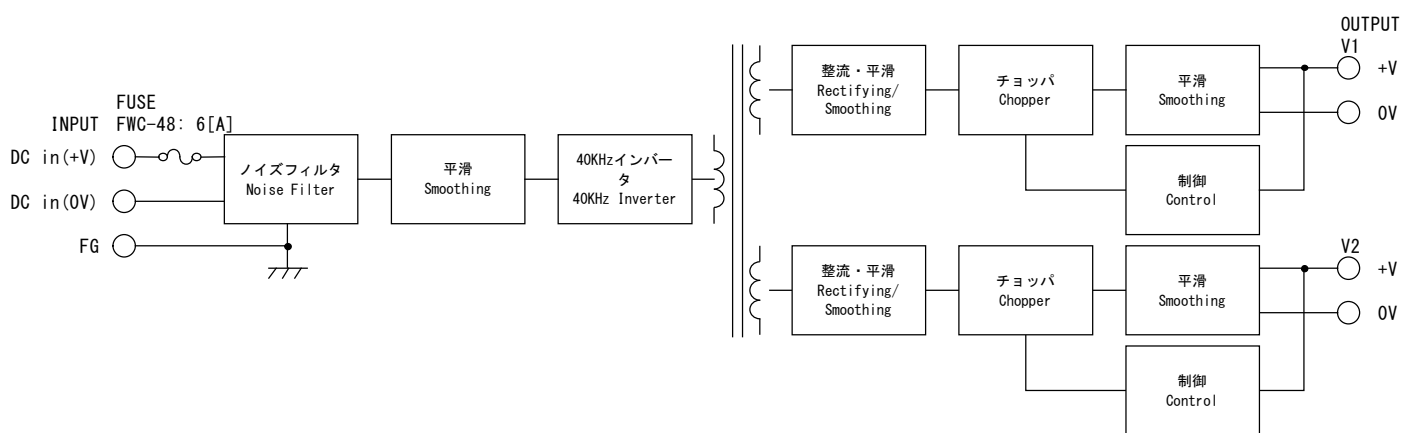 FUSE
INPUT FWC-48: 6[A]
DC in(+V)
DC in(0V)
FG
ノイズフィルタ
Noise Filter
平滑
Smoothing
40KHzインバー
タ
40KHz Inverter
整流・平滑
Rectifying/
Smoothing
チョッパ
Chopper
平滑
Smoothing
制御
Control
OUTPUT
V1
+V
0V
整流・平滑
Rectifying/
Smoothing
チョッパ
Chopper
平滑
Smoothing
制御
Control
V2
+V
0V